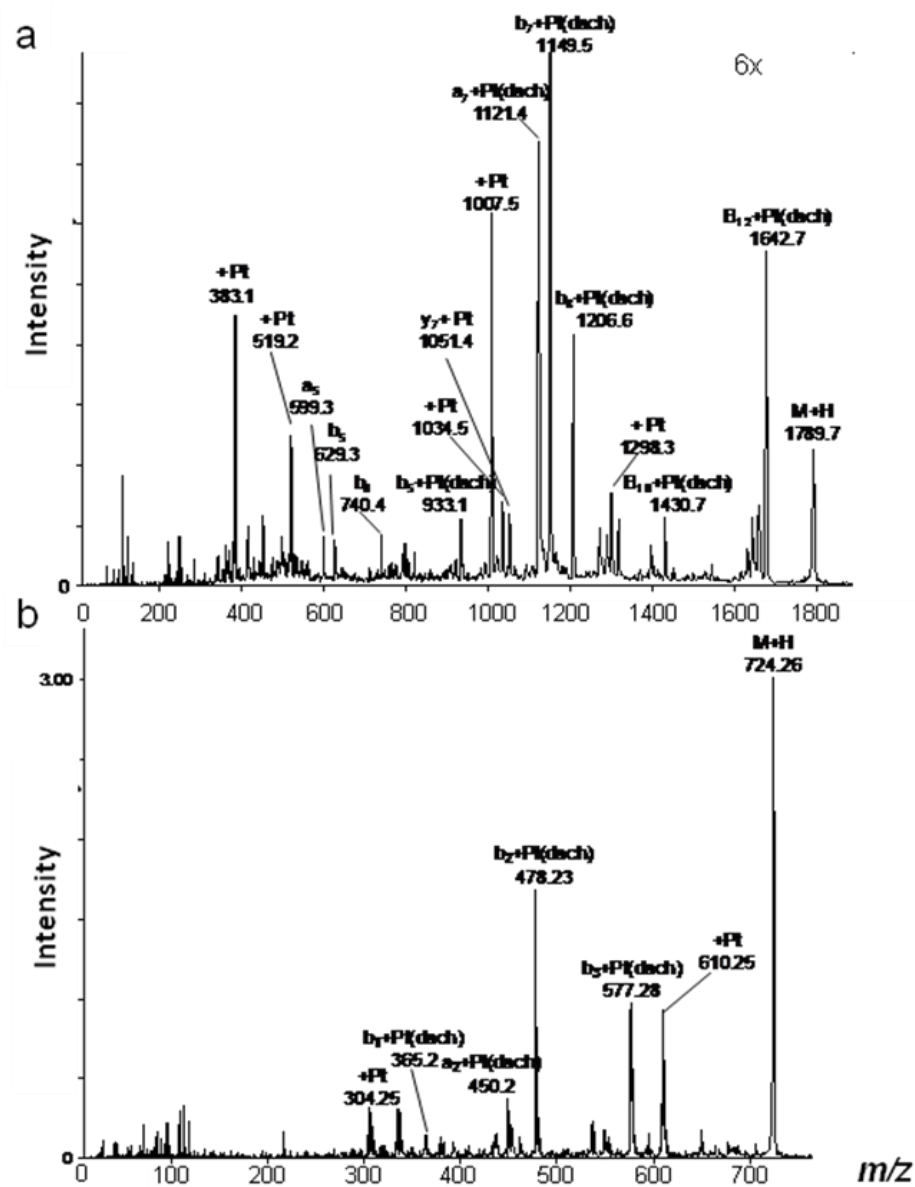 a
b₇+Pt(dach)
1149.5
6x
a₇+Pt(dach)
1121.4
+Pt
1007.5
B₁₂+Pt(dach)
1642.7
+Pt
383.1
b₈+Pt(dach)
1206.6
+Pt
519.2
y₇+Pt
1051.4
a₅
599.3
+Pt
1034.5
b₅
629.3
+Pt
1298.3
M+H
1789.7
740.4
b₅+Pt(dach)
933.1
B₁₀+Pt(dach)
1430.7
Intensity
0
0 200 400 600 800 1000 1200 1400 1600 1800
b
M+H
724.26
3.00
b₂+Pt(dach)
478.23
+Pt
610.25
b₃+Pt(dach)
577.28
b₁+Pt(dach)
365.2
a₂+Pt(dach)
450.2
+Pt
304.25
Intensity
0
0 100 200 300 400 500 600 700
m/z